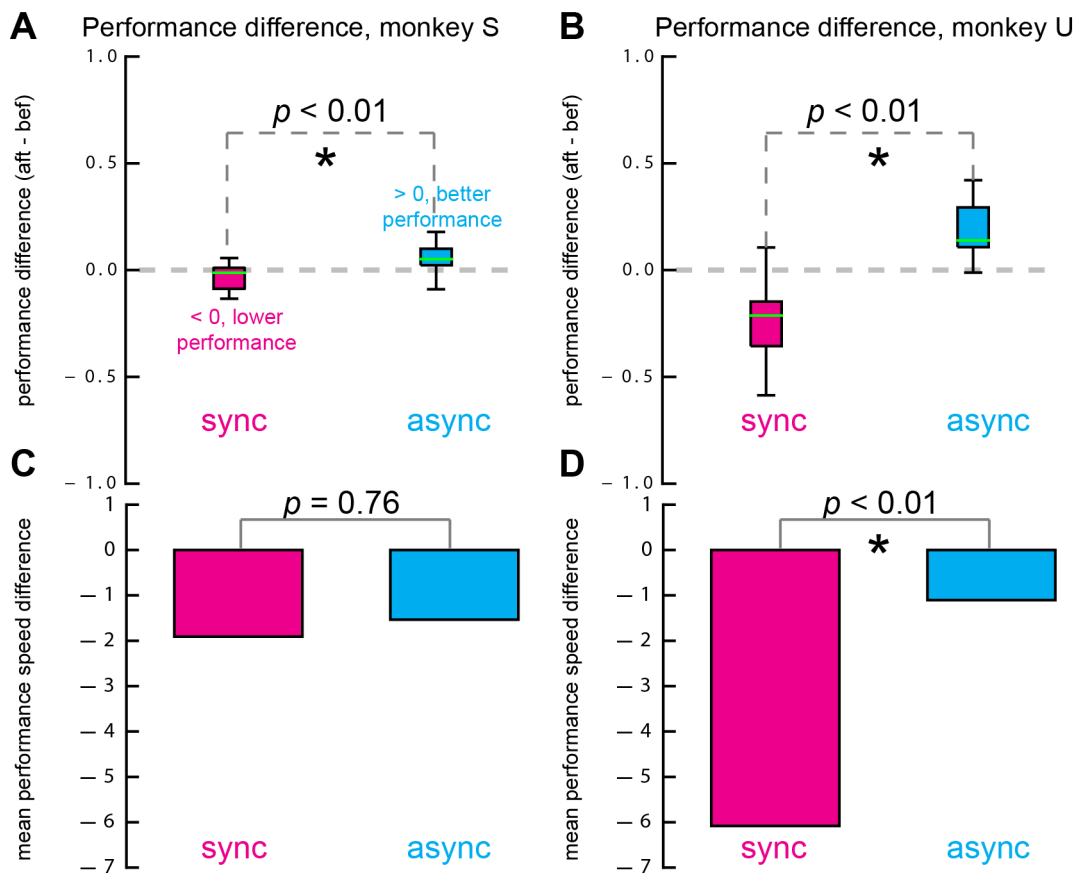 A Performance difference, monkey S
performance difference (aft - bef)
1.0
0.5
0.0
– 0.5
– 1.0
p < 0.01
*
> 0, better
performance
< 0, lower
performance
sync async
B Performance difference, monkey U
performance difference (aft - bef)
1.0
0.5
0.0
– 0.5
– 1.0
p < 0.01
*
sync async
C
mean performance speed difference
1
0
– 1
– 2
– 3
– 4
– 5
– 6
– 7
p = 0.76
sync async
D
mean performance speed difference
1
0
– 1
– 2
– 3
– 4
– 5
– 6
– 7
p < 0.01
*
sync async